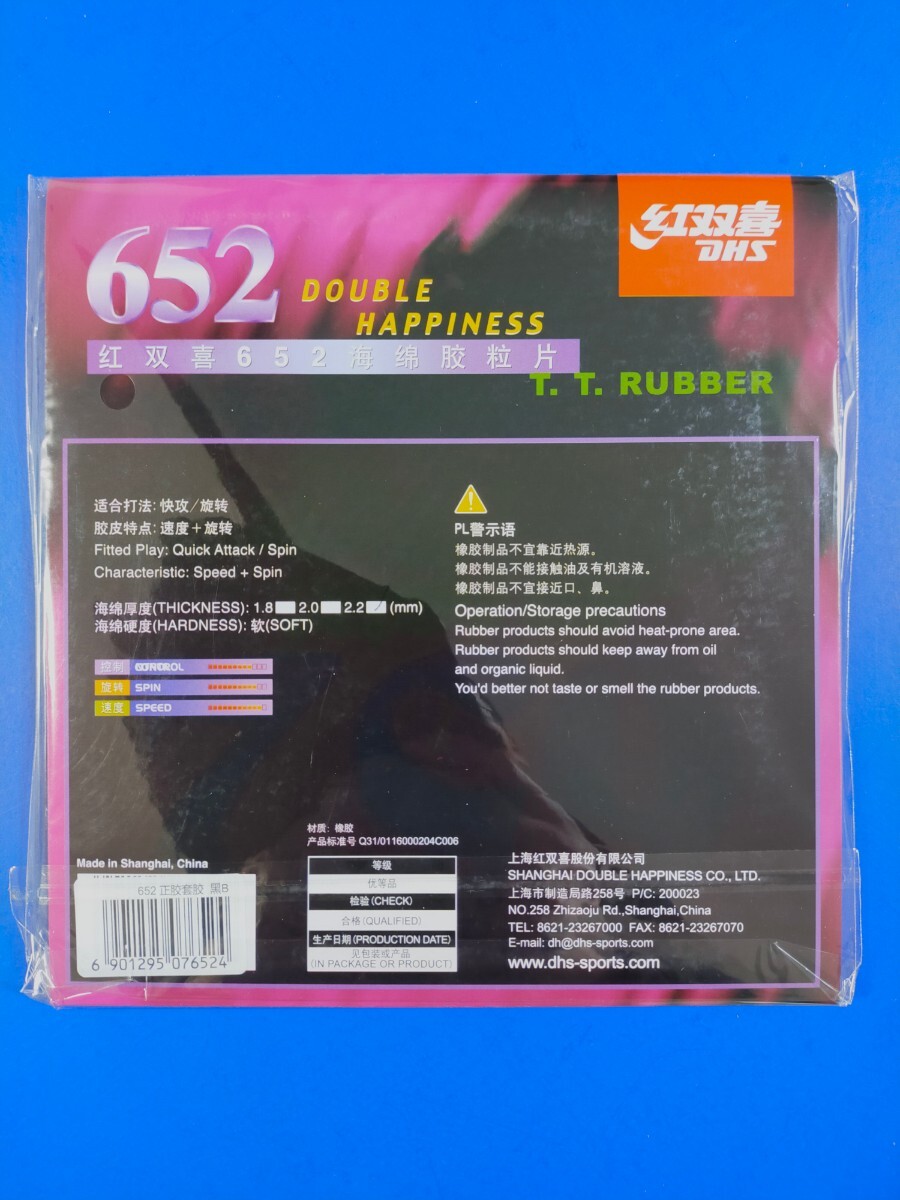 红双喜
DHS
652
DOUBLE
HAPPINESS
红双喜652海绵胶粒片
T. T. RUBBER
适合打法: 快攻/旋转
胶皮特点: 速度+旋转
Fitted Play: Quick Attack / Spin
Characteristic: Speed + Spin
海绵厚度(THICKNESS): 1.8 2.0 2.2 (mm)
海绵硬度(HARDNESS): 软(SOFT)
控制 CONTROL
旋转 SPIN
速度 SPEED
PL警示语
橡胶制品不宜靠近热源。
橡胶制品不能接触油及有机溶液。
橡胶制品不宜接近口、鼻。
Operation/Storage precautions
Rubber products should avoid heat-prone area.
Rubber products should keep away from oil
and organic liquid.
You'd better not taste or smell the rubber products.
Made in Shanghai, China
652 正胶套胶 黑B
6 901295 076524
材质: 橡胶
产品标准号 Q31/0116000204C006
等级
优等品
检验(CHECK)
合格(QUALIFIED)
生产日期(PRODUCTION DATE)
见包装或产品
(IN PACKAGE OR PRODUCT)
上海红双喜股份有限公司
SHANGHAI DOUBLE HAPPINESS CO., LTD.
上海市制造局路258号 P/C: 200023
NO.258 Zhizaoju Rd.,Shanghai,China
TEL: 8621-23267000 FAX: 8621-23267070
E-mail: dh@dhs-sports.com
www.dhs-sports.com